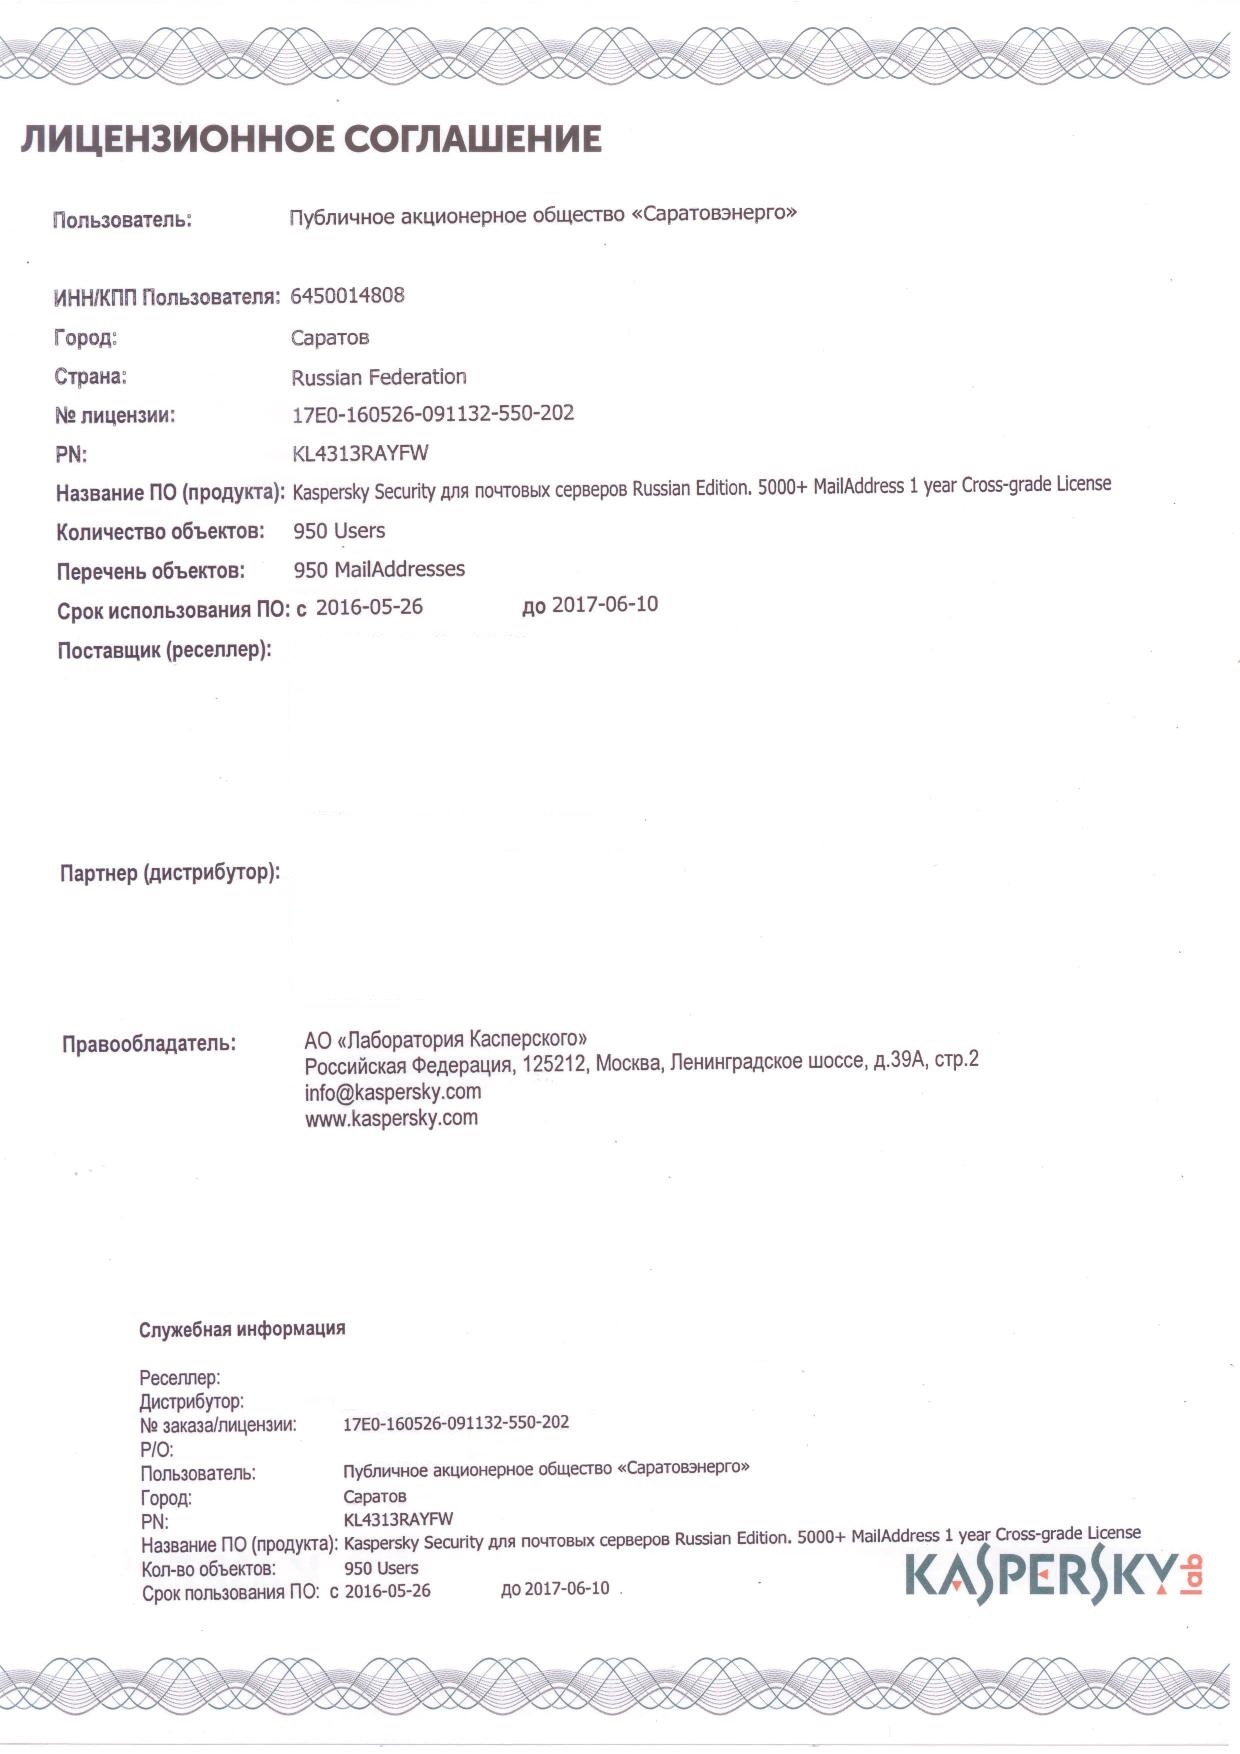 ЛИЦЕНЗИОННОЕ СОГЛАШЕНИЕ
Пользователь: Публичное акционерное общество «Саратовэнерго»
ИНН/КПП Пользователя: 6450014808
Город: Саратов
Страна: Russian Federation
№ лицензии: 17E0-160526-091132-550-202
PN: KL4313RAYFW
Название ПО (продукта): Kaspersky Security для почтовых серверов Russian Edition. 5000+ MailAddress 1 year Cross-grade License
Количество объектов: 950 Users
Перечень объектов: 950 MailAddresses
Срок использования ПО: с 2016-05-26 до 2017-06-10
Поставщик (реселлер):
Партнер (дистрибутор):
Правообладатель: АО «Лаборатория Касперского»
Российская Федерация, 125212, Москва, Ленинградское шоссе, д.39А, стр.2
info@kaspersky.com
www.kaspersky.com
Служебная информация
Реселлер:
Дистрибутор:
№ заказа/лицензии: 17E0-160526-091132-550-202
P/O:
Пользователь: Публичное акционерное общество «Саратовэнерго»
Город: Саратов
PN: KL4313RAYFW
Название ПО (продукта): Kaspersky Security для почтовых серверов Russian Edition. 5000+ MailAddress 1 year Cross-grade License
Кол-во объектов: 950 Users
Срок пользования ПО: с 2016-05-26 до 2017-06-10
KASPERSKY lab